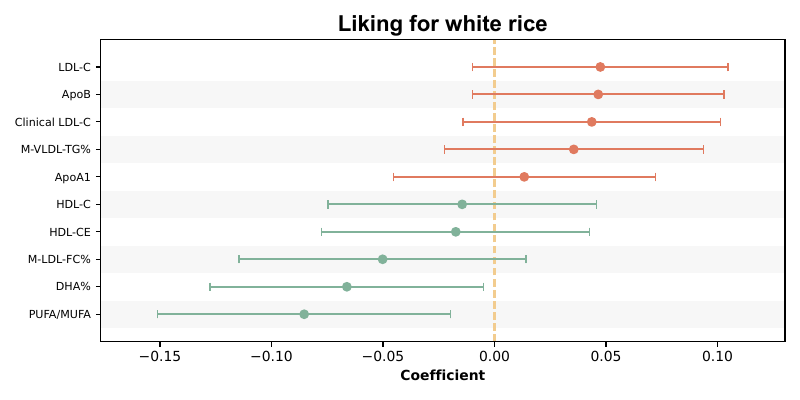 Liking for white rice
LDL-C
ApoB
Clinical LDL-C
M-VLDL-TG%
ApoA1
HDL-C
HDL-CE
M-LDL-FC%
DHA%
PUFA/MUFA
−0.15 −0.10 −0.05 0.00 0.05 0.10
Coefficient